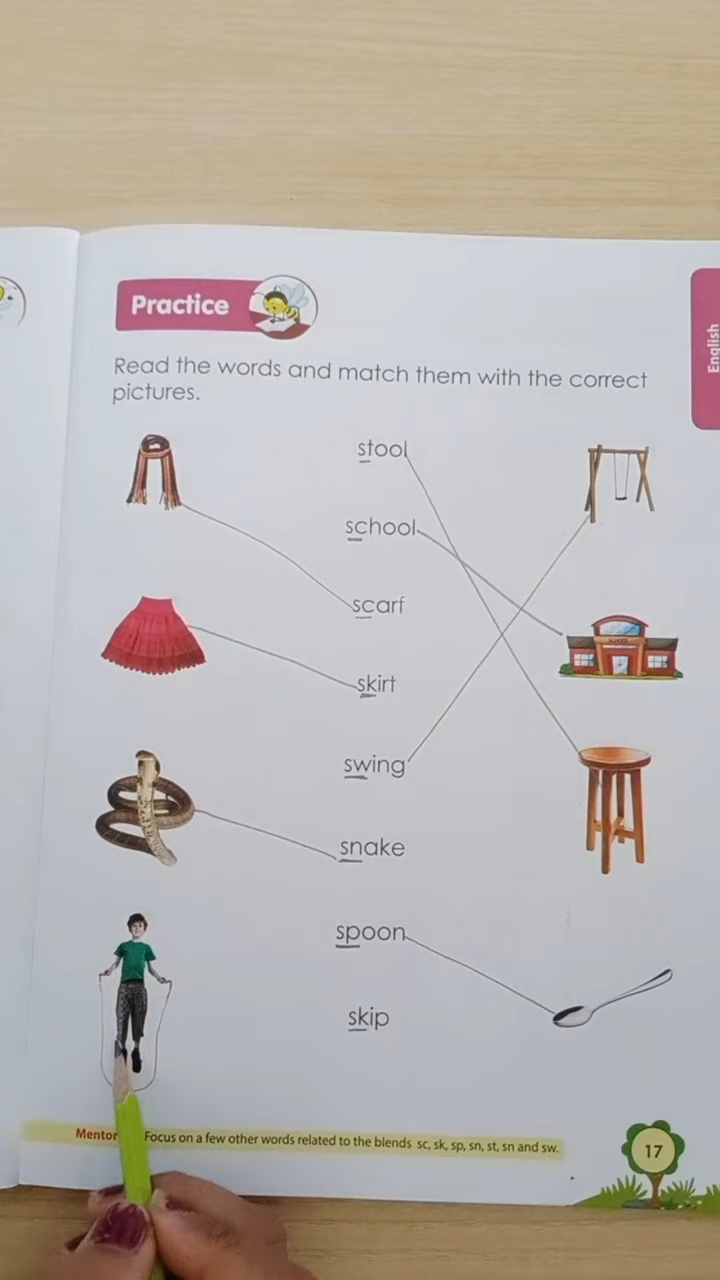 Practice
English
Read the words and match them with the correct
pictures.
stool
school
scarf
SCHOOL
skirt
swing
snake
spoon
skip
Mentor Focus on a few other words related to the blends sc, sk, sp, sn, st, sn and sw.
17